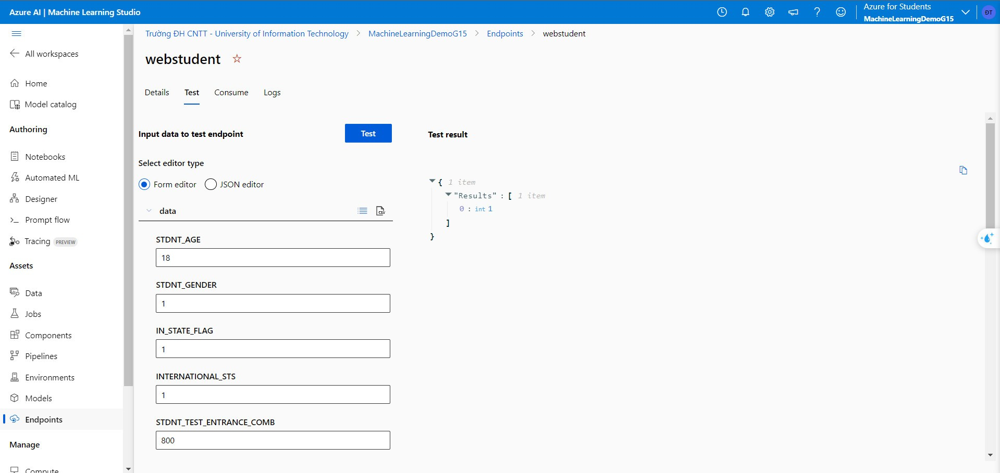 Azure AI | Machine Learning Studio
Azure for Students
MachineLearningDemoG15
ĐT
All workspaces
Home
Model catalog
Authoring
Notebooks
Automated ML
Designer
Prompt flow
Tracing PREVIEW
Assets
Data
Jobs
Components
Pipelines
Environments
Models
Endpoints
Manage
Compute
Trường ĐH CNTT - University of Information Technology > MachineLearningDemoG15 > Endpoints > webstudent
webstudent
Details Test Consume Logs
Input data to test endpoint
Test
Select editor type
Form editor JSON editor
data
CSV
STDNT_AGE
18
STDNT_GENDER
1
IN_STATE_FLAG
1
INTERNATIONAL_STS
1
STDNT_TEST_ENTRANCE_COMB
800
Test result
{ 1 item
"Results" : [ 1 item
0 : int 1
]
}